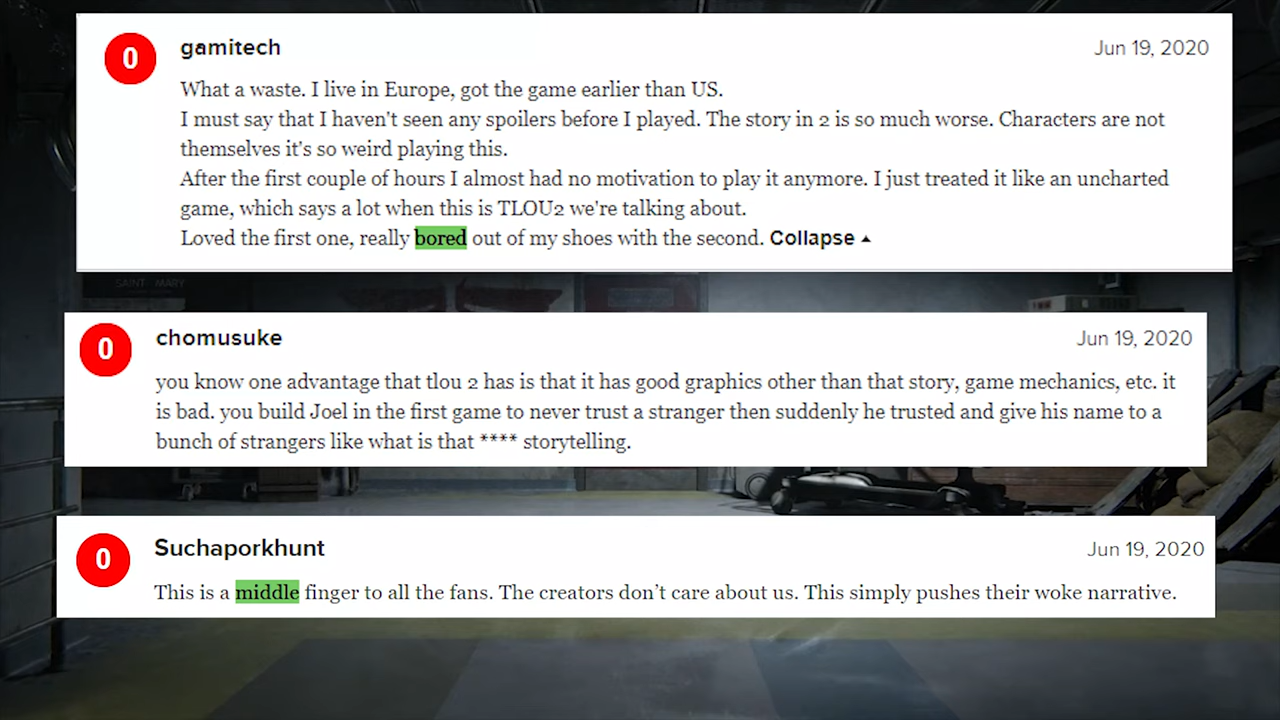 0 gamitech Jun 19, 2020
What a waste. I live in Europe, got the game earlier than US.
I must say that I haven't seen any spoilers before I played. The story in 2 is so much worse. Characters are not
themselves it's so weird playing this.
After the first couple of hours I almost had no motivation to play it anymore. I just treated it like an uncharted
game, which says a lot when this is TLOU2 we're talking about.
Loved the first one, really bored out of my shoes with the second. Collapse
SAINT MARY
0 chomusuke Jun 19, 2020
you know one advantage that tlou 2 has is that it has good graphics other than that story, game mechanics, etc. it
is bad. you build Joel in the first game to never trust a stranger then suddenly he trusted and give his name to a
bunch of strangers like what is that **** storytelling.
0 Suchaporkhunt Jun 19, 2020
This is a middle finger to all the fans. The creators don't care about us. This simply pushes their woke narrative.